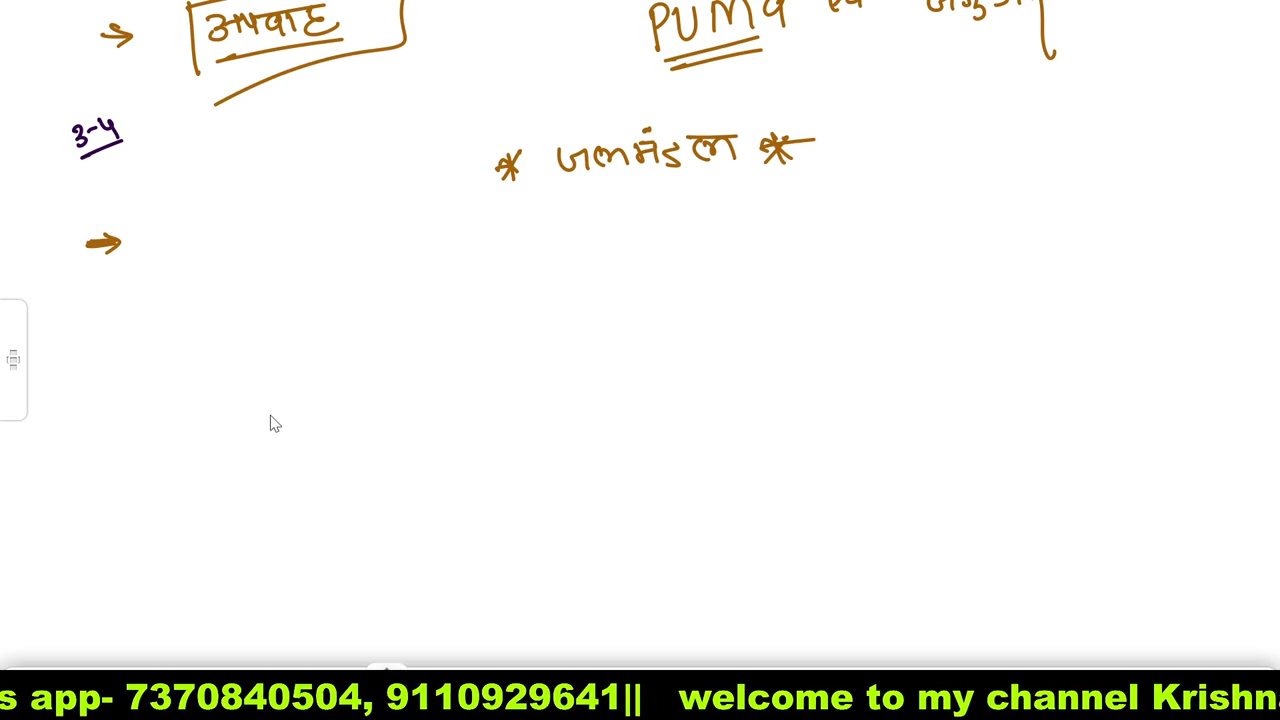 → अपवाह PUMA
3-4
* जलमंडल *
→
s app- 7370840504, 9110929641|| welcome to my channel Krishn